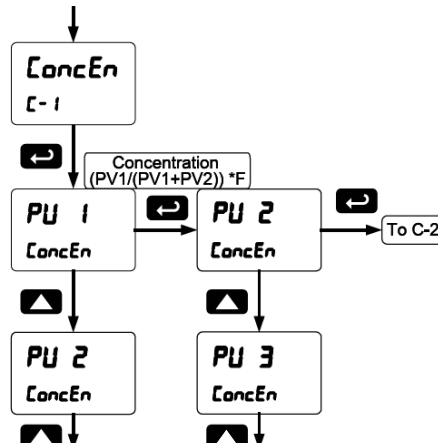 ConcEn
C-1
Concentration
(PV1/(PV1+PV2)) *F
PU 1
ConcEn
PU 2
ConcEn
To C-2
PU 2
ConcEn
PU 3
ConcEn